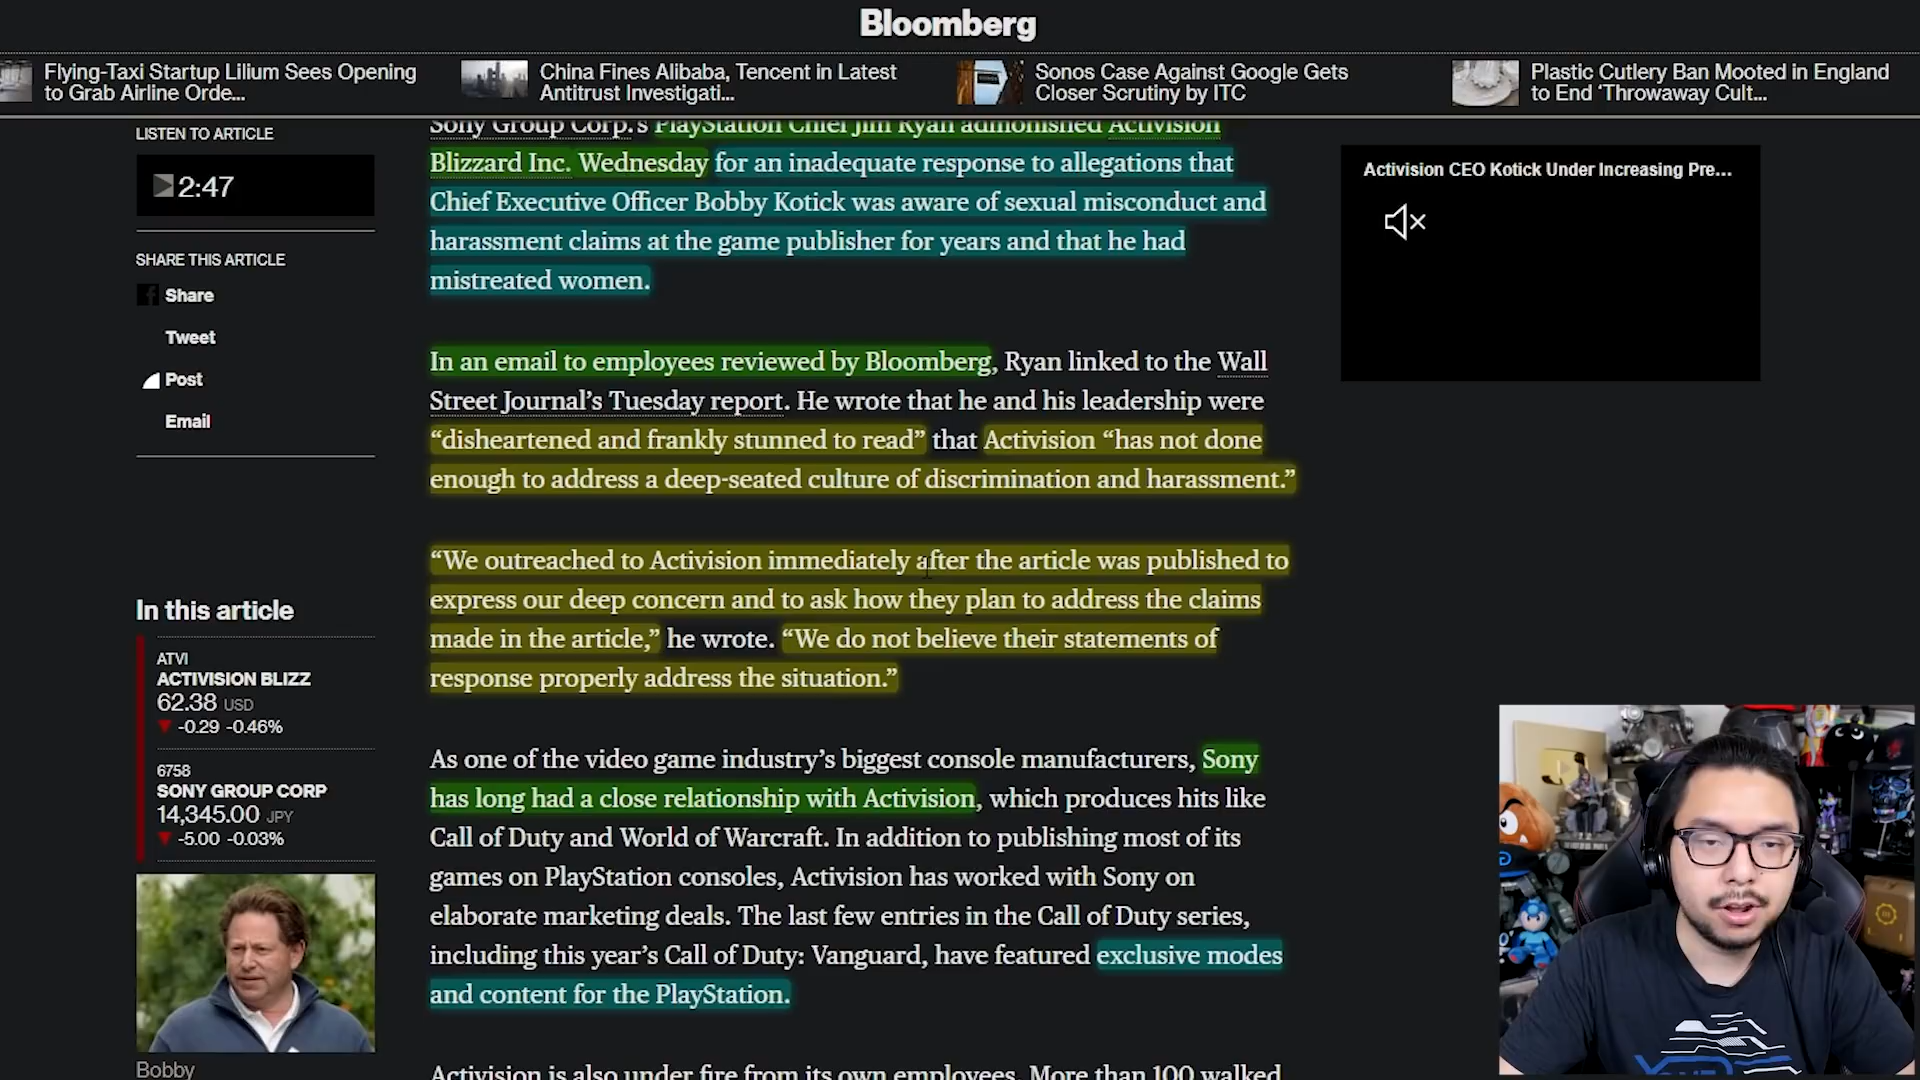 Bloomberg
Flying-Taxi Startup Lilium Sees Opening
to Grab Airline Orde...
China Fines Alibaba, Tencent in Latest
Antitrust Investigati...
Sonos Case Against Google Gets
Closer Scrutiny by ITC
Plastic Cutlery Ban Mooted in England
to End ‘Throwaway Cult...
LISTEN TO ARTICLE
2:47
SHARE THIS ARTICLE
Share
Tweet
Post
Email
In this article
ATVI
ACTIVISION BLIZZ
62.38 USD
-0.29 -0.46%
6758
SONY GROUP CORP
14,345.00 JPY
-5.00 -0.03%
Bobby
Sony Group Corp.’s PlayStation Chief Jim Ryan admonished Activision
Blizzard Inc. Wednesday for an inadequate response to allegations that
Chief Executive Officer Bobby Kotick was aware of sexual misconduct and
harassment claims at the game publisher for years and that he had
mistreated women.
In an email to employees reviewed by Bloomberg, Ryan linked to the Wall
Street Journal’s Tuesday report. He wrote that he and his leadership were
“disheartened and frankly stunned to read” that Activision “has not done
enough to address a deep-seated culture of discrimination and harassment.”
“We outreached to Activision immediately after the article was published to
express our deep concern and to ask how they plan to address the claims
made in the article,” he wrote. “We do not believe their statements of
response properly address the situation.”
As one of the video game industry’s biggest console manufacturers, Sony
has long had a close relationship with Activision, which produces hits like
Call of Duty and World of Warcraft. In addition to publishing most of its
games on PlayStation consoles, Activision has worked with Sony on
elaborate marketing deals. The last few entries in the Call of Duty series,
including this year’s Call of Duty: Vanguard, have featured exclusive modes
and content for the PlayStation.
Activision is also under fire from its own employees. More than 100 walked
Activision CEO Kotick Under Increasing Pre...